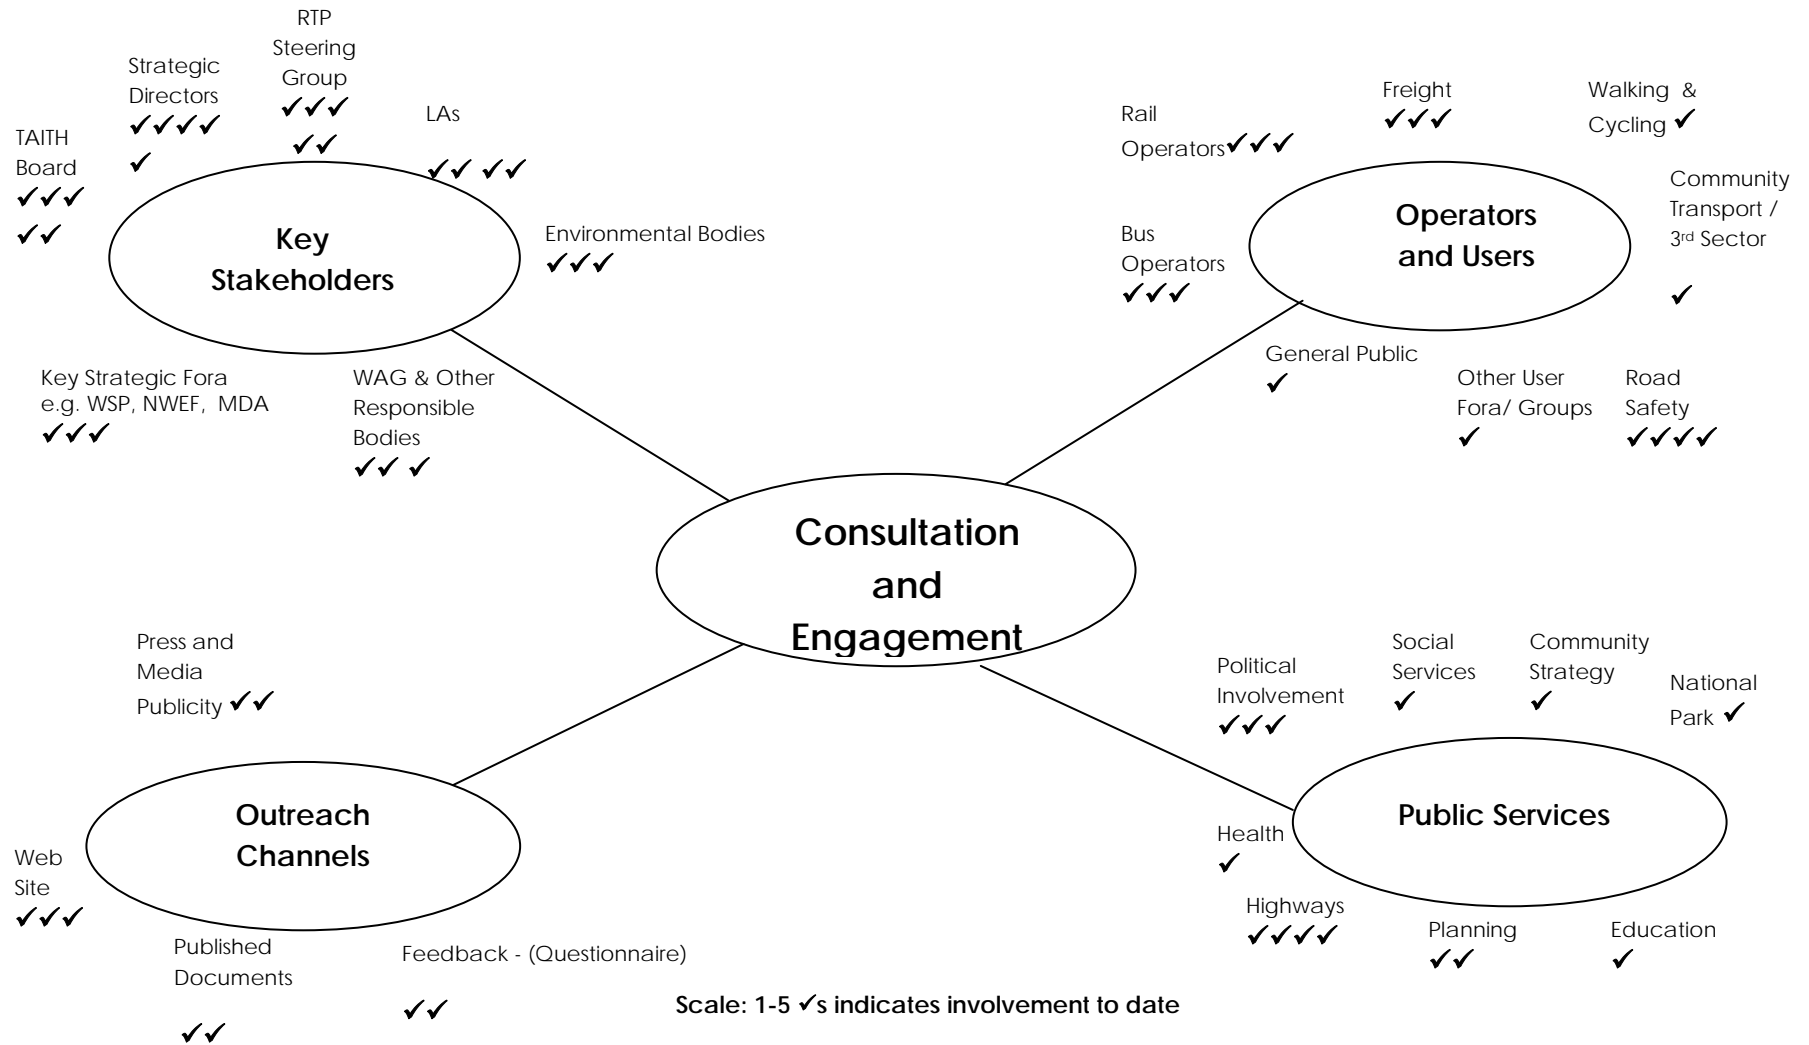 RTP
Steering
Group
✓✓✓
✓✓
Strategic
Directors
✓✓✓✓
✓
TAITH
Board
✓✓✓
✓✓
LAs
✓✓ ✓✓
Key
Stakeholders
Environmental Bodies
✓✓✓
Key Strategic Fora
e.g. WSP, NWEF, MDA
✓✓✓
WAG & Other
Responsible
Bodies
✓✓ ✓
Rail
Operators✓✓✓
Freight
✓✓✓
Walking &
Cycling ✓
Community
Transport /
3rd Sector
✓
Operators
and Users
Bus
Operators
✓✓✓
General Public
✓
Other User
Fora/ Groups
✓
Road
Safety
✓✓✓✓
Consultation
and
Engagement
Press and
Media
Publicity ✓✓
Outreach
Channels
Web
Site
✓✓✓
Published
Documents
✓✓
Feedback - (Questionnaire)
✓✓
Political
Involvement
✓✓✓
Social
Services
✓
Community
Strategy
✓
National
Park ✓
Public Services
Health
✓
Highways
✓✓✓✓
Planning
✓✓
Education
✓
Scale: 1-5 ✓s indicates involvement to date